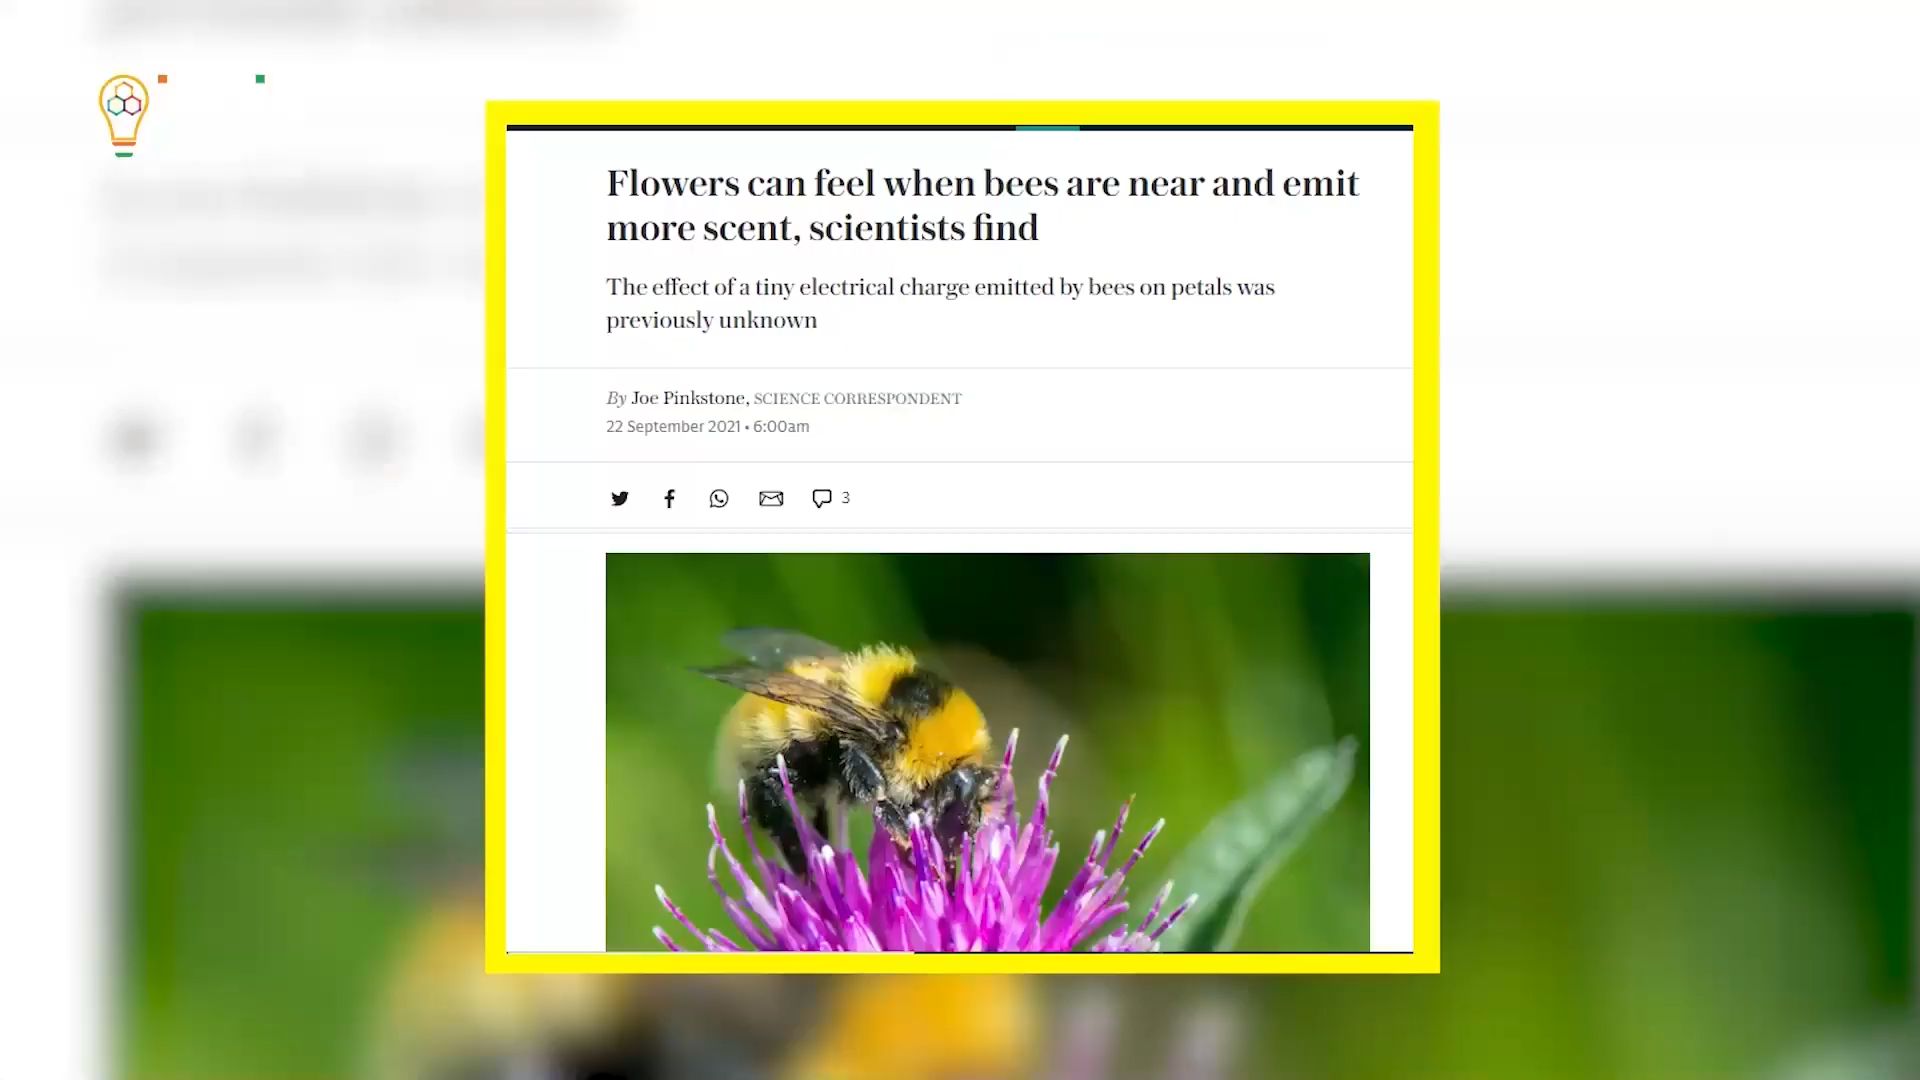 Flowers can feel when bees are near and emit
more scent, scientists find
The effect of a tiny electrical charge emitted by bees on petals was
previously unknown
By Joe Pinkstone, SCIENCE CORRESPONDENT
22 September 2021 • 6:00am
3